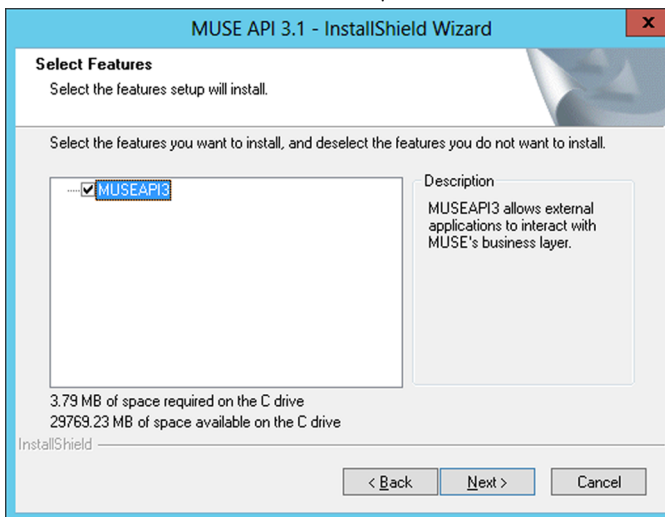 MUSE API 3.1 - InstallShield Wizard
x
Select Features
Select the features setup will install.
Select the features you want to install, and deselect the features you do not want to install.
MUSEAPI3
Description
MUSEAPI3 allows external
applications to interact with
MUSE's business layer.
3.79 MB of space required on the C drive
29769.23 MB of space available on the C drive
InstallShield
< Back
Next >
Cancel